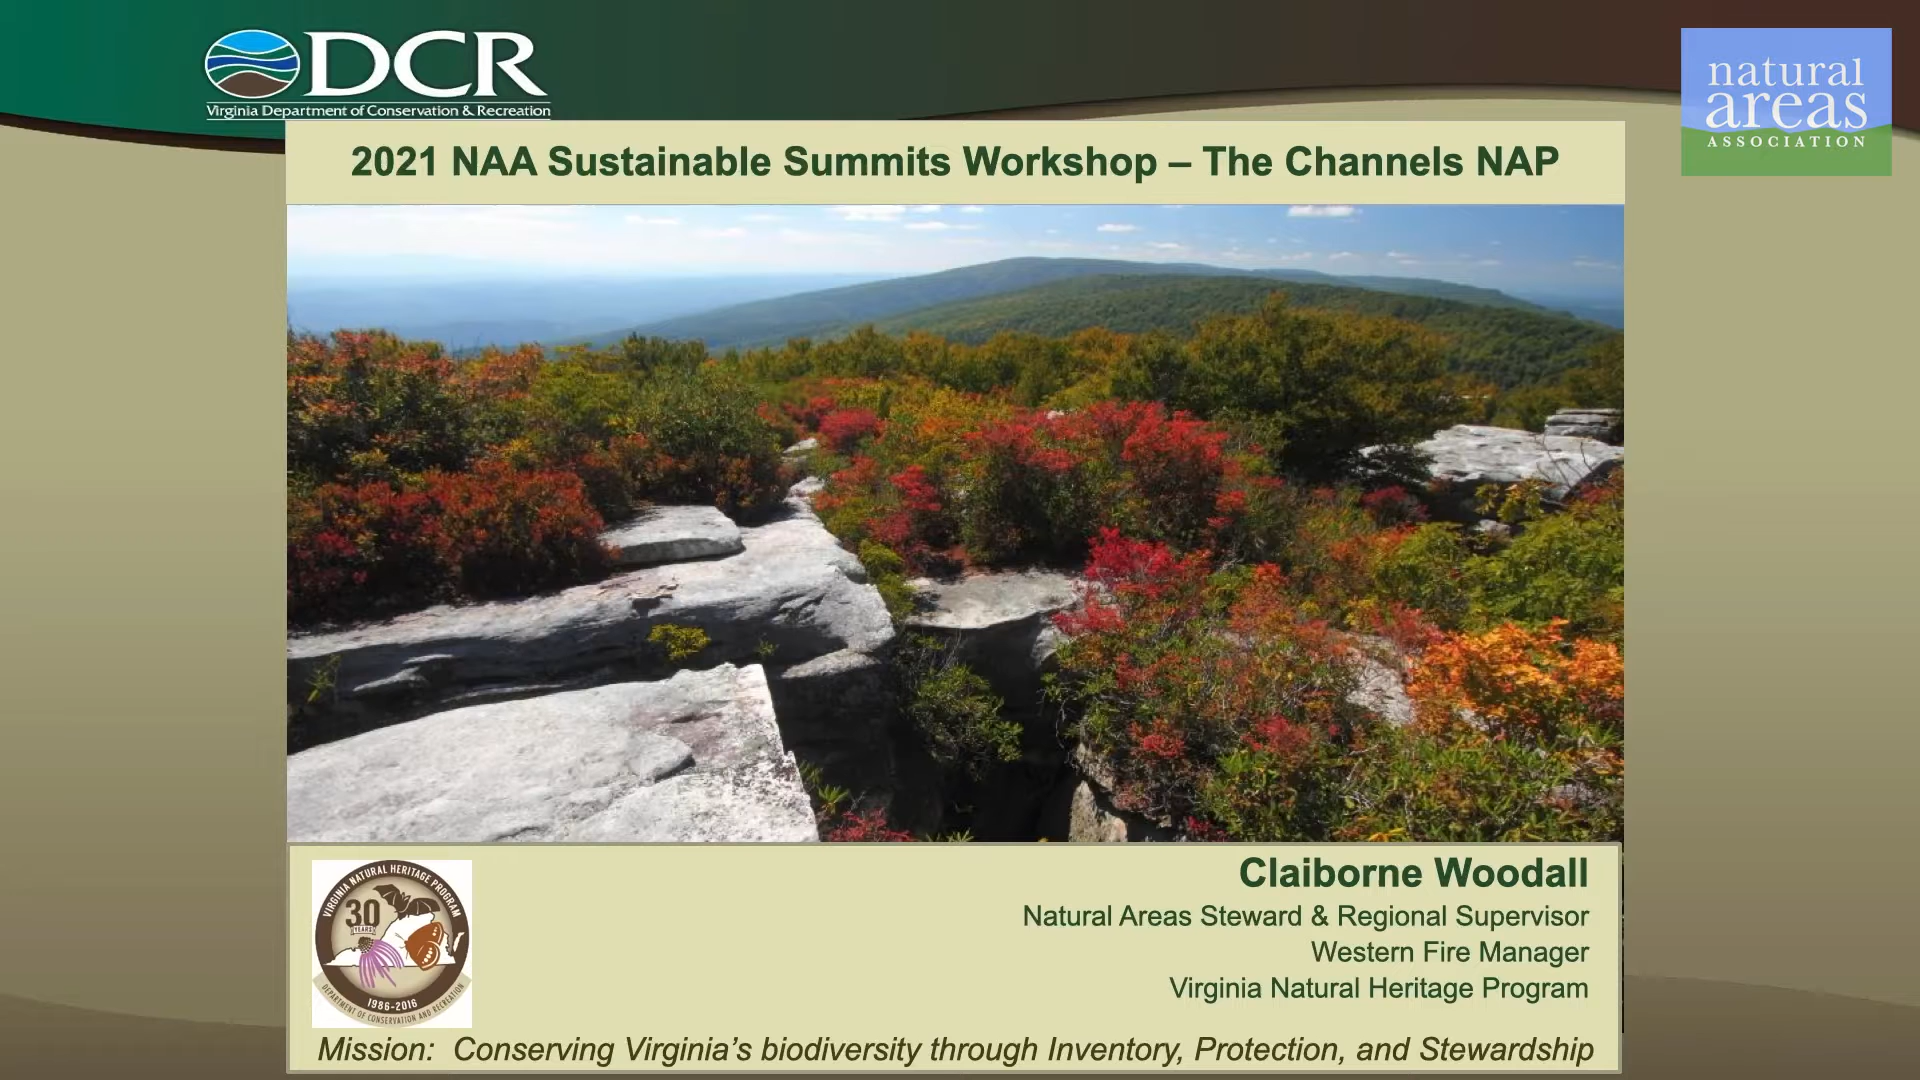 DCR
Virginia Department of Conservation & Recreation
natural
areas
ASSOCIATION
2021 NAA Sustainable Summits Workshop – The Channels NAP
VIRGINIA NATURAL HERITAGE PROGRAM
30
YEARS
1986-2016
DEPARTMENT OF CONSERVATION AND RECREATION
Claiborne Woodall
Natural Areas Steward & Regional Supervisor
Western Fire Manager
Virginia Natural Heritage Program
Mission:  Conserving Virginia’s biodiversity through Inventory, Protection, and Stewardship